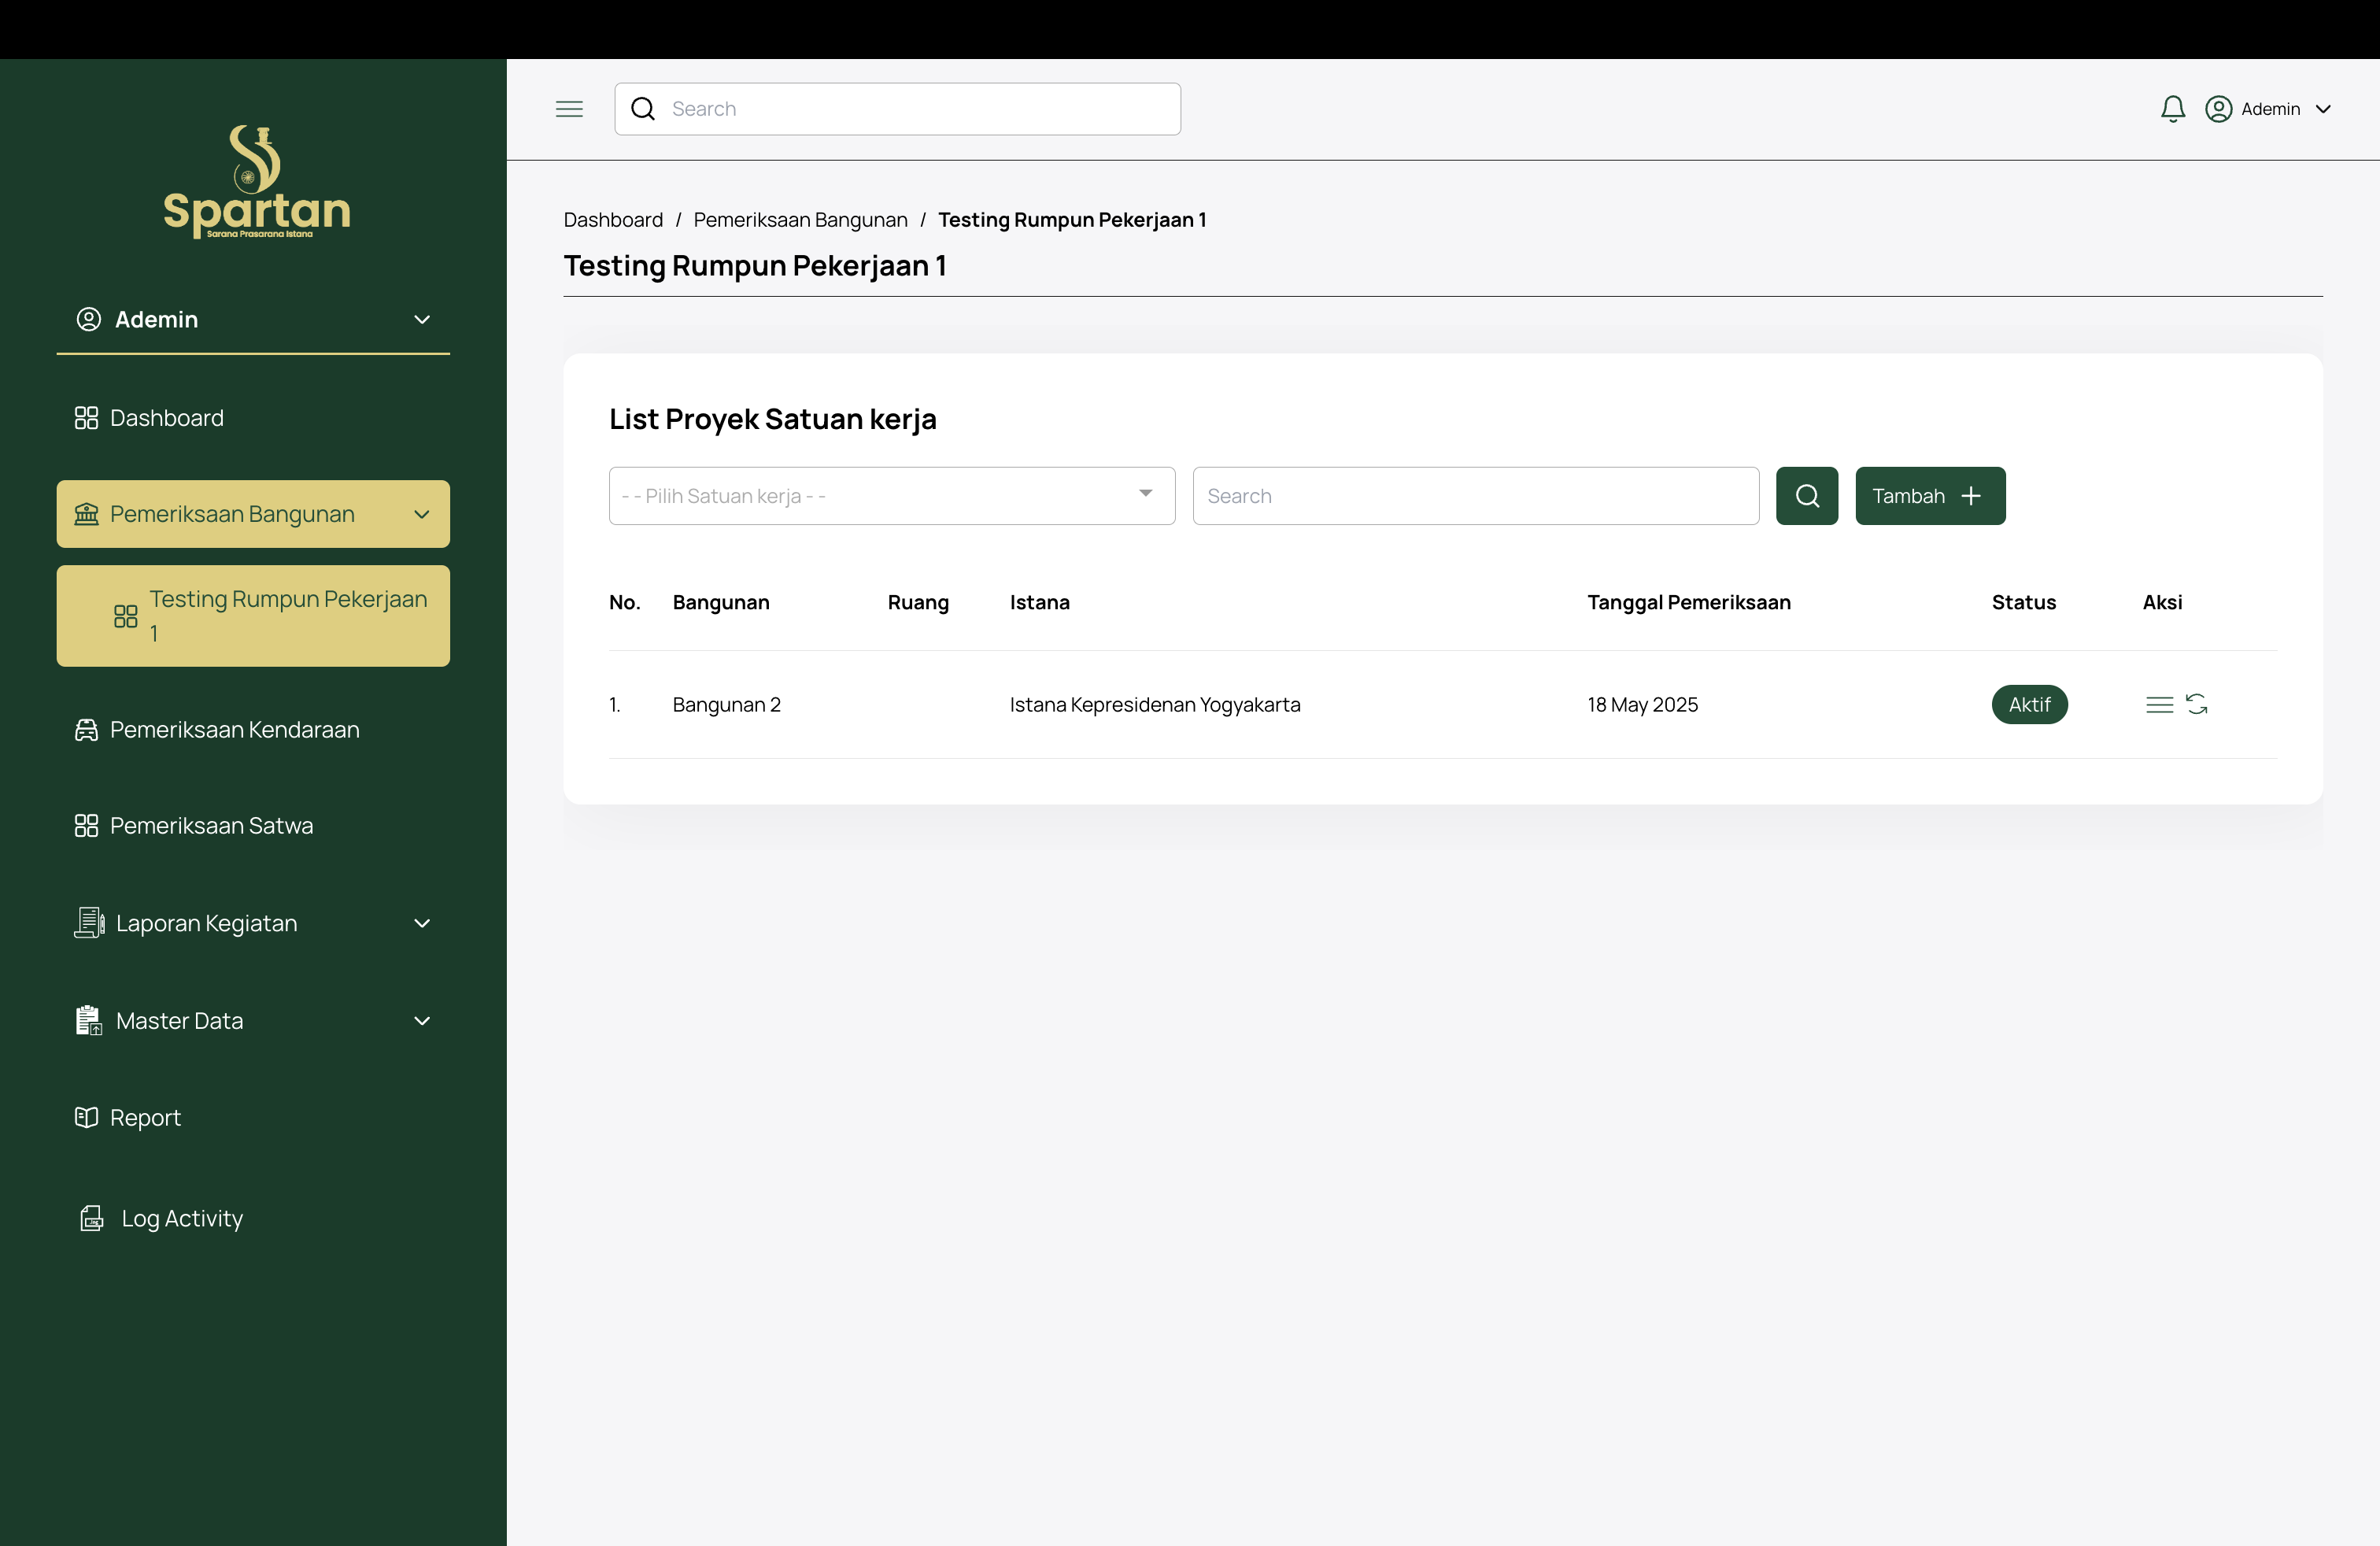 Search
Ademin
Spartan
Sarana Prasarana Istana
Ademin
Dashboard
Pemeriksaan Bangunan
Testing Rumpun Pekerjaan
1
Pemeriksaan Kendaraan
Pemeriksaan Satwa
Laporan Kegiatan
Master Data
Report
Log Activity
Dashboard / Pemeriksaan Bangunan / Testing Rumpun Pekerjaan 1
Testing Rumpun Pekerjaan 1
List Proyek Satuan kerja
- - Pilih Satuan kerja - -
Search
Tambah
No. Bangunan Ruang Istana Tanggal Pemeriksaan Status Aksi
1. Bangunan 2 Istana Kepresidenan Yogyakarta 18 May 2025 Aktif